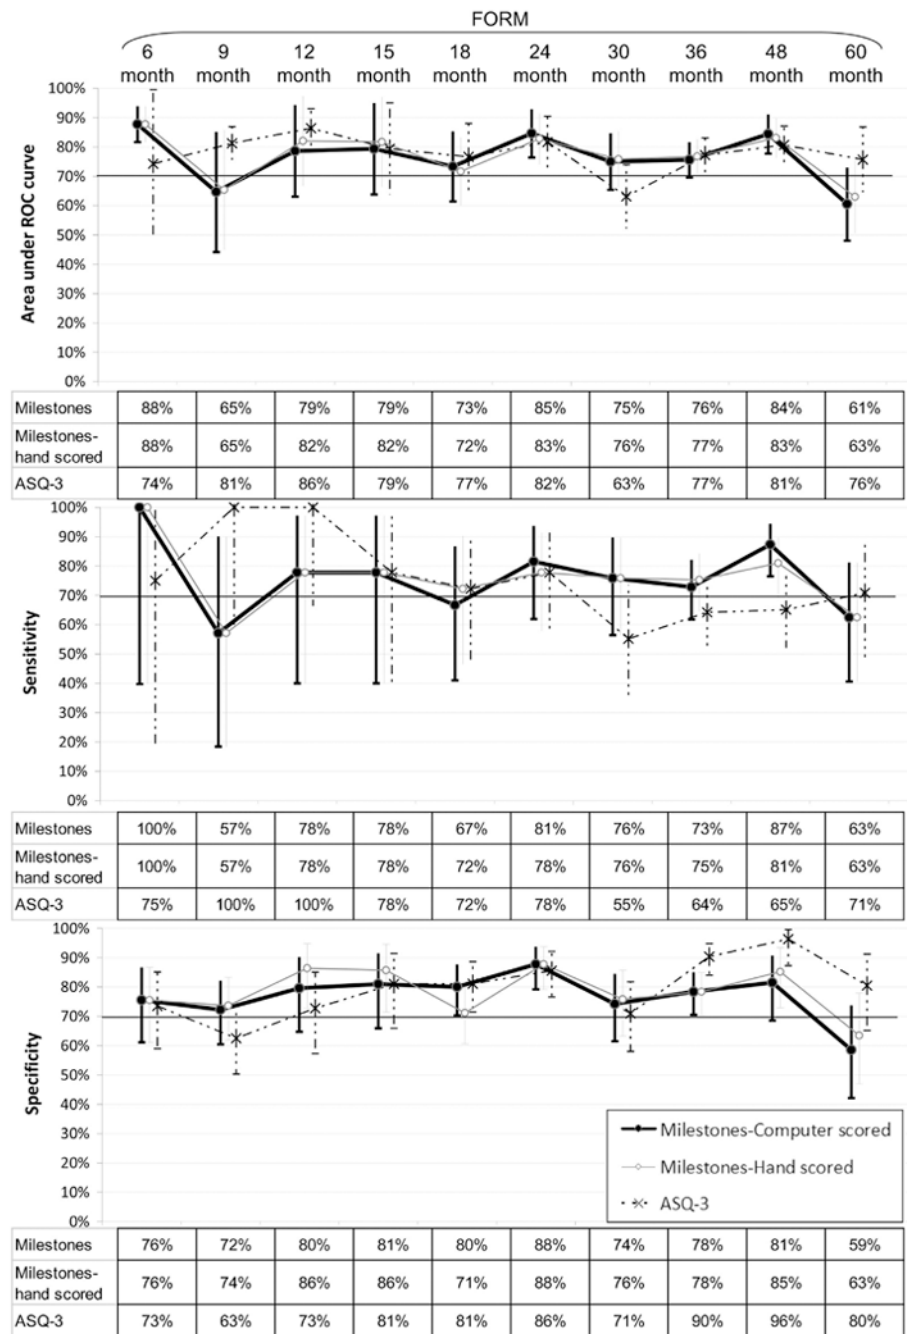 FORM
6 9 12 15 18 24 30 36 48 60
month month month month month month month month month month
100%
90%
80%
70%
60%
50%
40%
30%
20%
10%
0%
Area under ROC curve
Milestones 88% 65% 79% 79% 73% 85% 75% 76% 84% 61%
Milestones-
hand scored 88% 65% 82% 82% 72% 83% 76% 77% 83% 63%
ASQ-3 74% 81% 86% 79% 77% 82% 63% 77% 81% 76%
100%
90%
80%
70%
60%
50%
40%
30%
20%
10%
0%
Sensitivity
Milestones 100% 57% 78% 78% 67% 81% 76% 73% 87% 63%
Milestones-
hand scored 100% 57% 78% 78% 72% 78% 76% 75% 81% 63%
ASQ-3 75% 100% 100% 78% 72% 78% 55% 64% 65% 71%
100%
90%
80%
70%
60%
50%
40%
30%
20%
10%
0%
Specificity
Milestones-Computer scored
Milestones-Hand scored
ASQ-3
Milestones 76% 72% 80% 81% 80% 88% 74% 78% 81% 59%
Milestones-
hand scored 76% 74% 86% 86% 71% 88% 76% 78% 85% 63%
ASQ-3 73% 63% 73% 81% 81% 86% 71% 90% 96% 80%